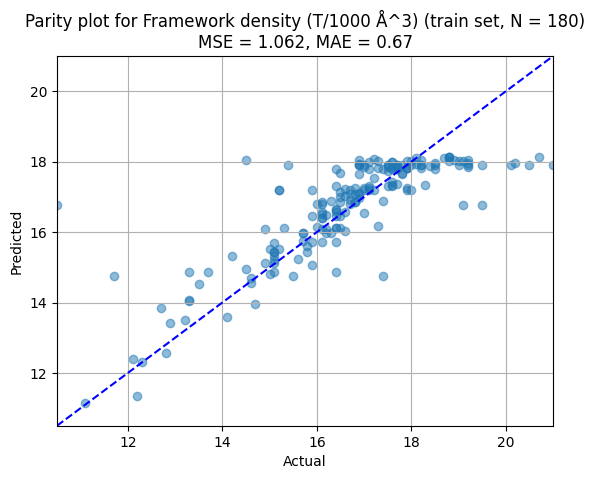 Parity plot for Framework density (T/1000 Å^3) (train set, N = 180)
MSE = 1.062, MAE = 0.67
20
18
16
14
12
Predicted
12
14
16
18
20
Actual